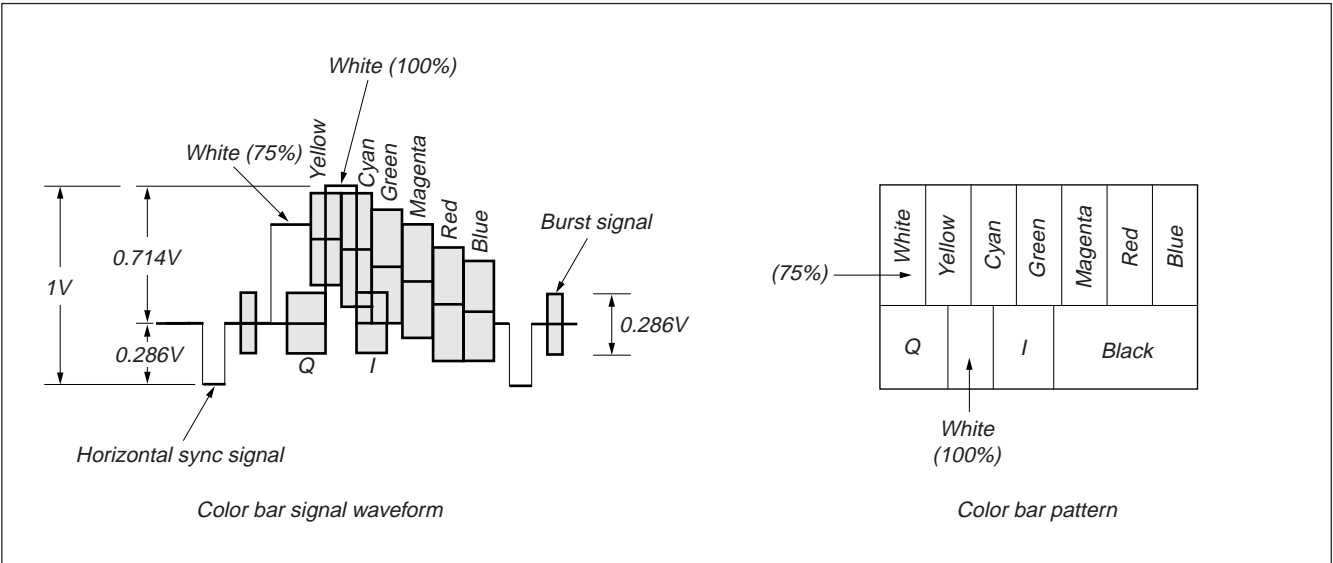 White (100%)
White (75%)
Yellow
Cyan
Green
Magenta
Red
Blue
Burst signal
0.714V
1V
0.286V
0.286V
Q
I
Horizontal sync signal
Color bar signal waveform
White
Yellow
Cyan
Green
Magenta
Red
Blue
(75%)
Q
I
Black
White
(100%)
Color bar pattern